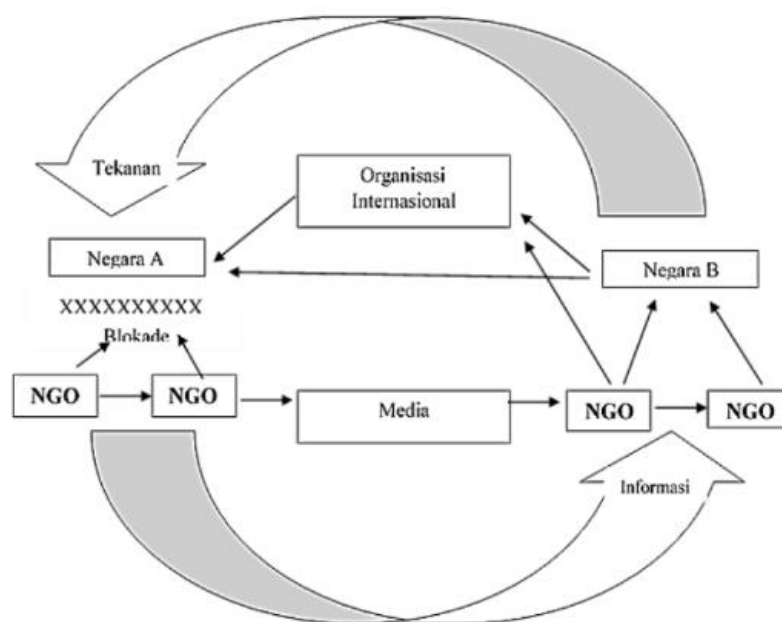 Tekanan
Organisasi
Internasional
Negara A
Negara B
XXXXXXXXXX
Blokade
NGO
NGO
Media
NGO
NGO
Informasi